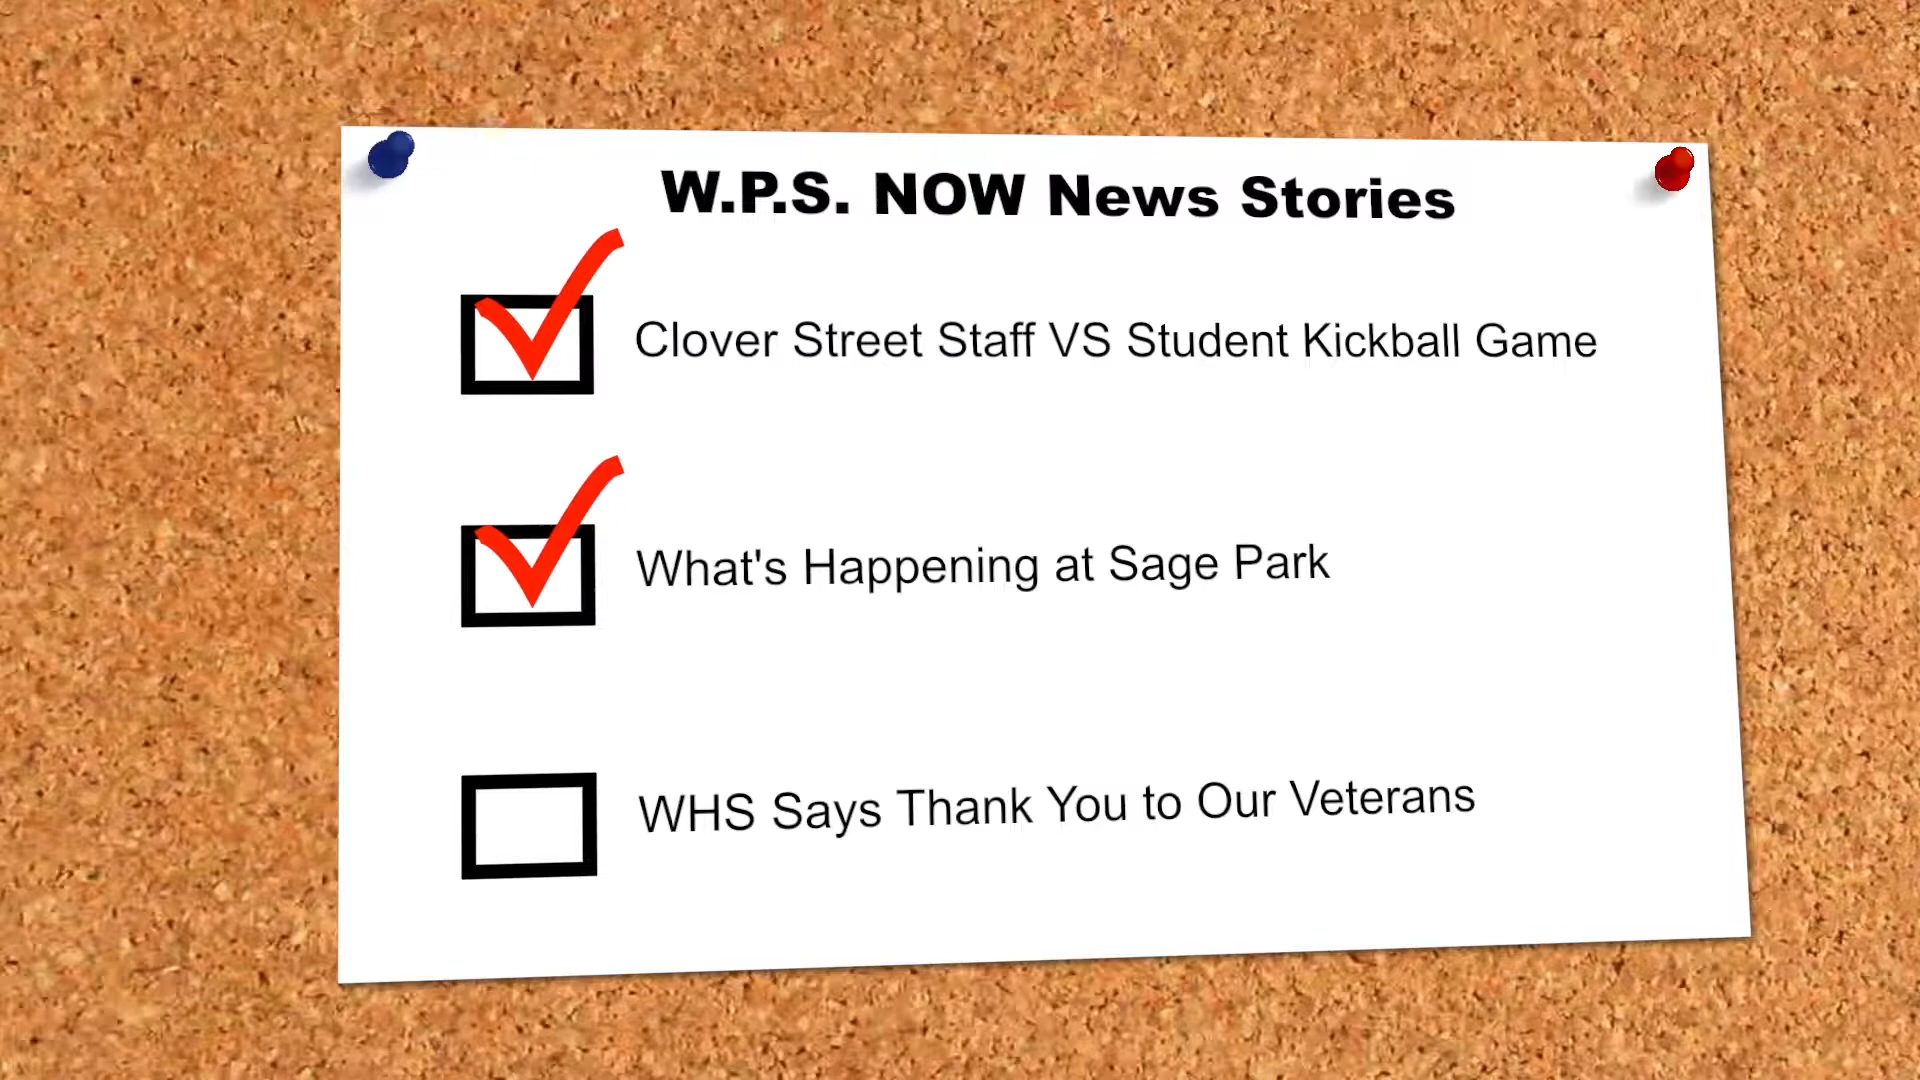 W.P.S. NOW News Stories
Clover Street Staff VS Student Kickball Game
What's Happening at Sage Park
WHS Says Thank You to Our Veterans